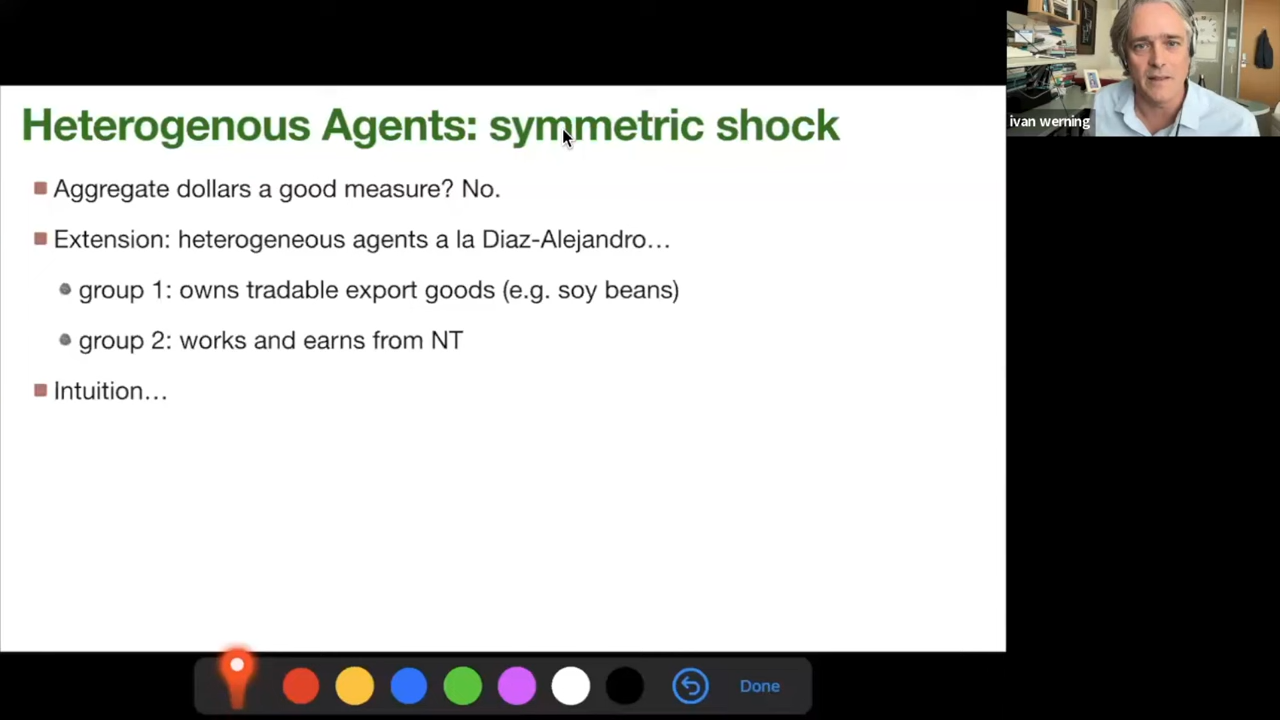 Heterogenous Agents: symmetric shock
ivan werning
Aggregate dollars a good measure? No.
Extension: heterogeneous agents a la Diaz-Alejandro…
group 1: owns tradable export goods (e.g. soy beans)
group 2: works and earns from NT
Intuition…
Done